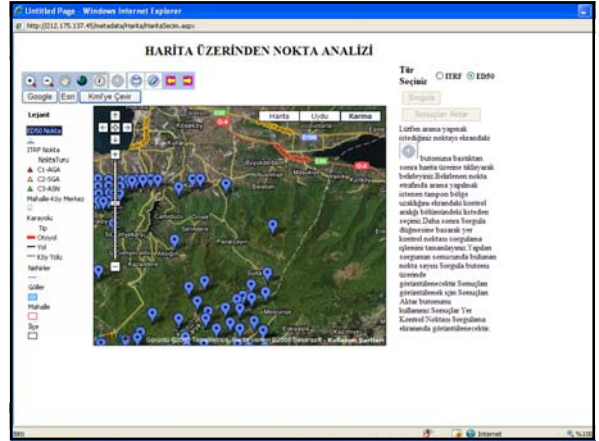 Untitled Page - Windows Internet Explorer
http://212.175.137.45/metadata/Harita/HaritaSecim.aspx
HARİTA ÜZERİNDEN NOKTA ANALİZİ
Google Esri Kml'ye Çevir
Lejant
ED50 Nokta
ITRF Nokta
NoktaTuru
C1-AGA
C2-SGA
C3-ASN
Mahalle-Köy Merkez
Karayolu
Tip
Otoyol
Yol
Köy Yolu
Nehirler
Göller
Mahalle
İlçe
Harita Uydu Karma
Tür
Seçiniz ITRF ED50
Sorgula
Sonuçları Aktar
Lütfen arama yapmak
istediğiniz noktayı ekrandaki
butonuna bastıktan
sonra harita üzerine tıklayarak
belirleyiniz.Belirlenen nokta
etrafında arama yapılmak
istenen tampon bölge
uzaklığını ekrandaki kontrol
aralığı bölümündeki listeden
seçiniz.Daha sonra Sorgula
düğmesine basarak yer
kontrol noktası sorgulama
işlemini tamamlayınız.Yapılan
sorgunun sonucunda bulunan
nokta sayısı Sorgula butonu
üzerinde
görüntülenecektir.Sonuçları
görüntülemek için Sonuçları
Aktar butonunu
kullanınız.Sonuçlar Yer
Kontrol Noktası Sorgulama
ekranında görüntülenecektir.
Internet
%100